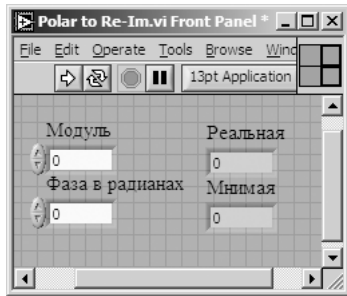 Polar to Re-Im.vi Front Panel *
File Edit Operate Tools Browse Wind
13pt Application
Модуль Реальная
0 0
Фаза в радианах Мнимая
0 0